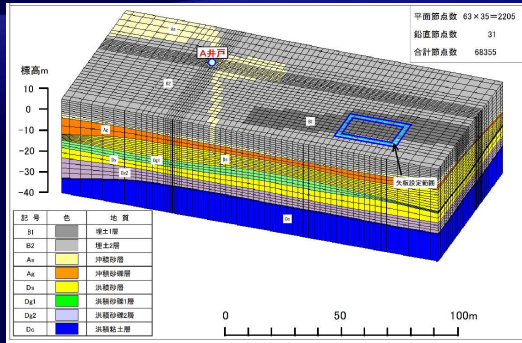 平面節点数 63×35=2205
鉛直節点数 31
合計節点数 68355
標高m
10
0
-10
-20
-30
-40
As
A井戸
B2
B1
Ag
Ds
Dg1
Ds
Dg2
Dc
矢板設定範囲
記 号 色 地 質
B1 埋土1層
B2 埋土2層
As 沖積砂層
Ag 沖積砂礫層
Ds 洪積砂層
Dg1 洪積砂礫1層
Dg2 洪積砂礫2層
Dc 洪積粘土層
0 50 100m